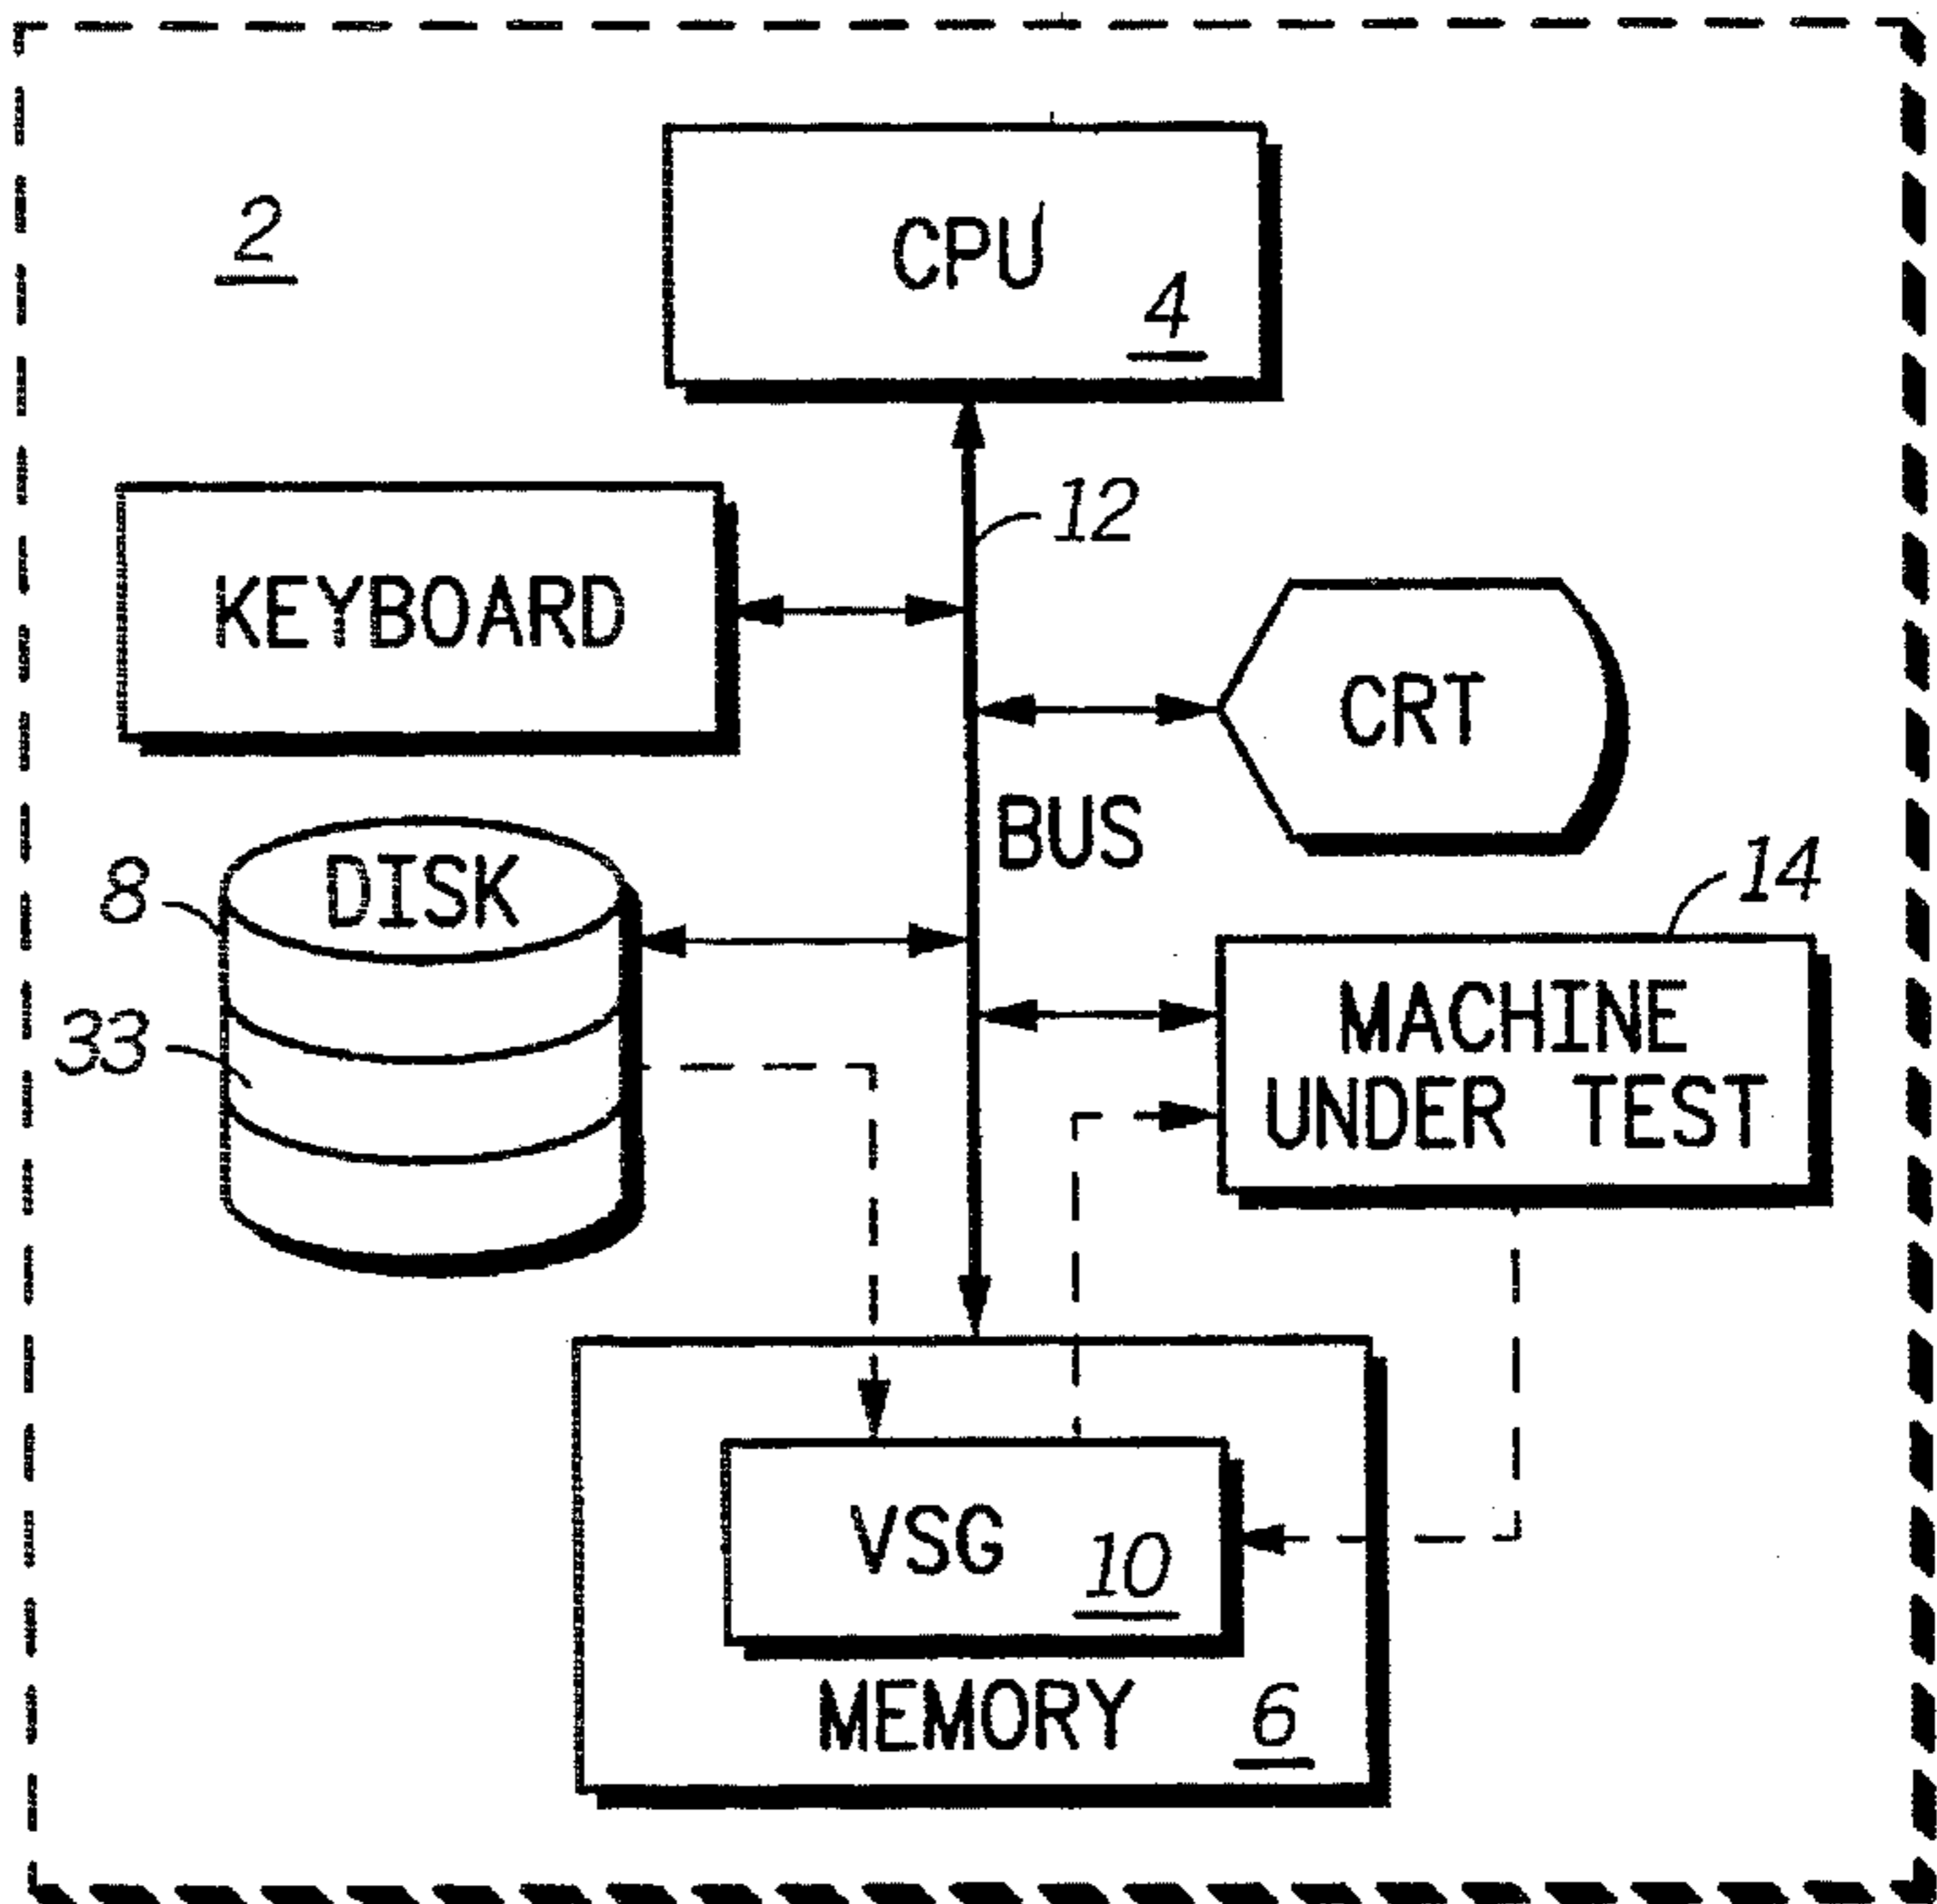 2
CPU
4
12
KEYBOARD
CRT
BUS
14
8
DISK
33
MACHINE
UNDER TEST
VSG
10
MEMORY
6